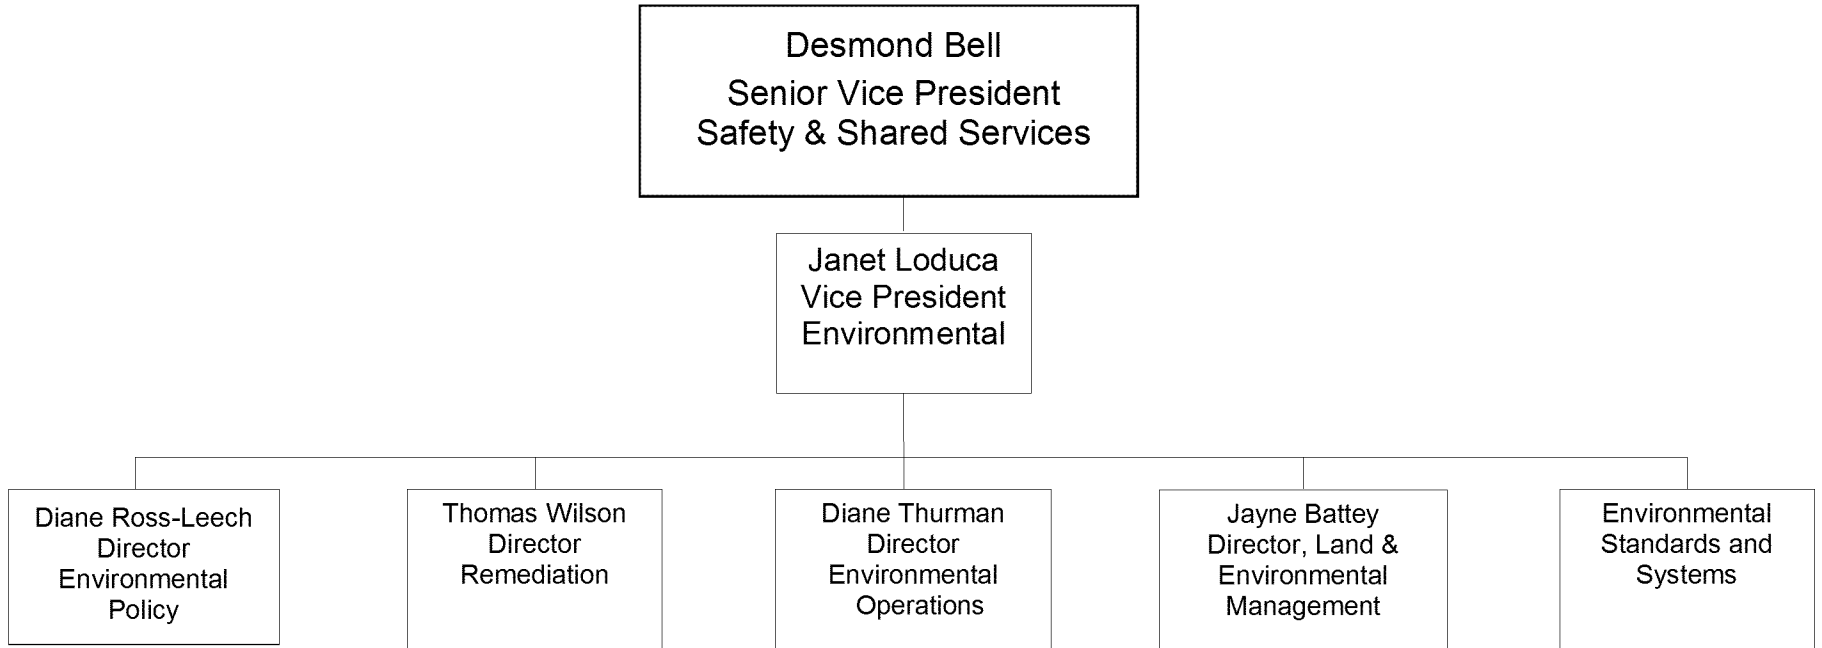 Desmond Bell
Senior Vice President
Safety & Shared Services
Janet Loduca
Vice President
Environmental
Diane Ross-Leech
Director
Environmental
Policy
Thomas Wilson
Director
Remediation
Diane Thurman
Director
Environmental
Operations
Jayne Battey
Director, Land &
Environmental
Management
Environmental
Standards and
Systems